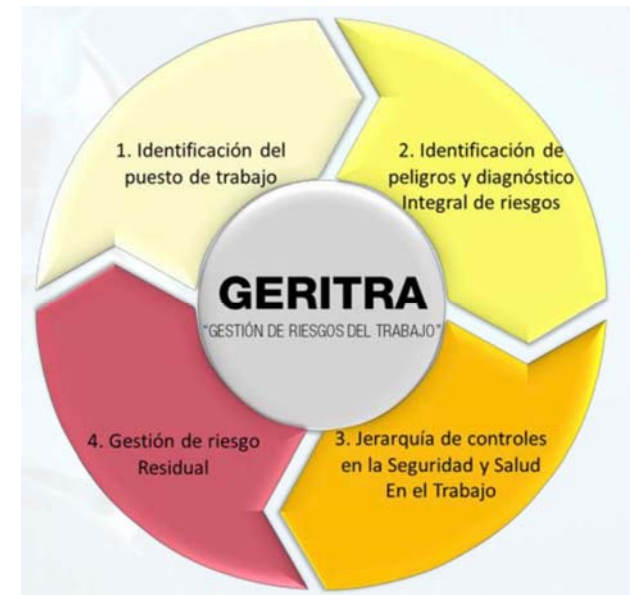 1. Identificación del
puesto de trabajo
2. Identificación de
peligros y diagnóstico
Integral de riesgos
GERITRA
"GESTIÓN DE RIESGOS DEL TRABAJO"
3. Jerarquía de controles
en la Seguridad y Salud
En el Trabajo
4. Gestión de riesgo
Residual